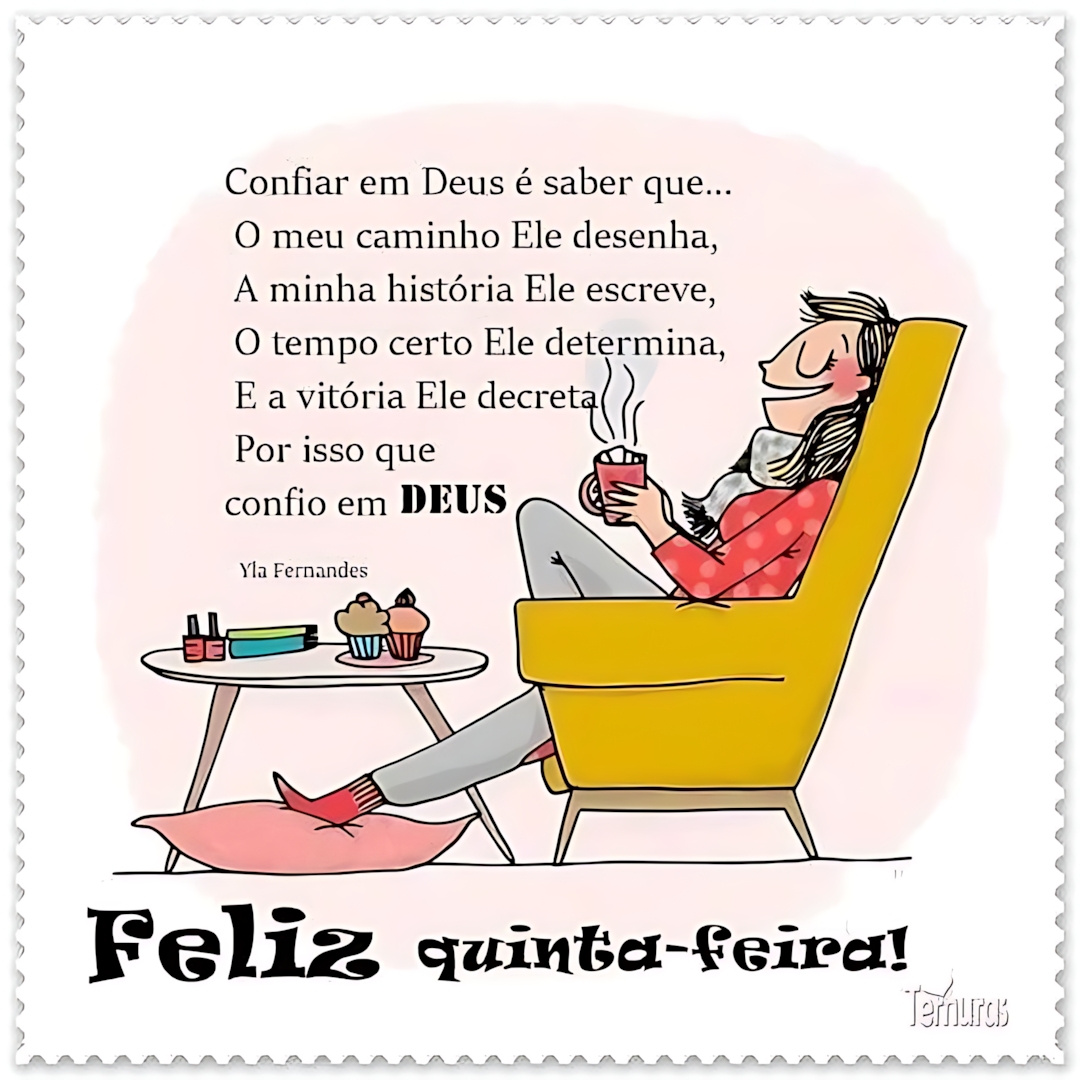 Confiar em Deus é saber que...
O meu caminho Ele desenha,
A minha história Ele escreve,
O tempo certo Ele determina,
E a vitória Ele decreta
Por isso que
confio em DEUS
Yla Fernandes
Feliz quinta-feira!
Ternuras